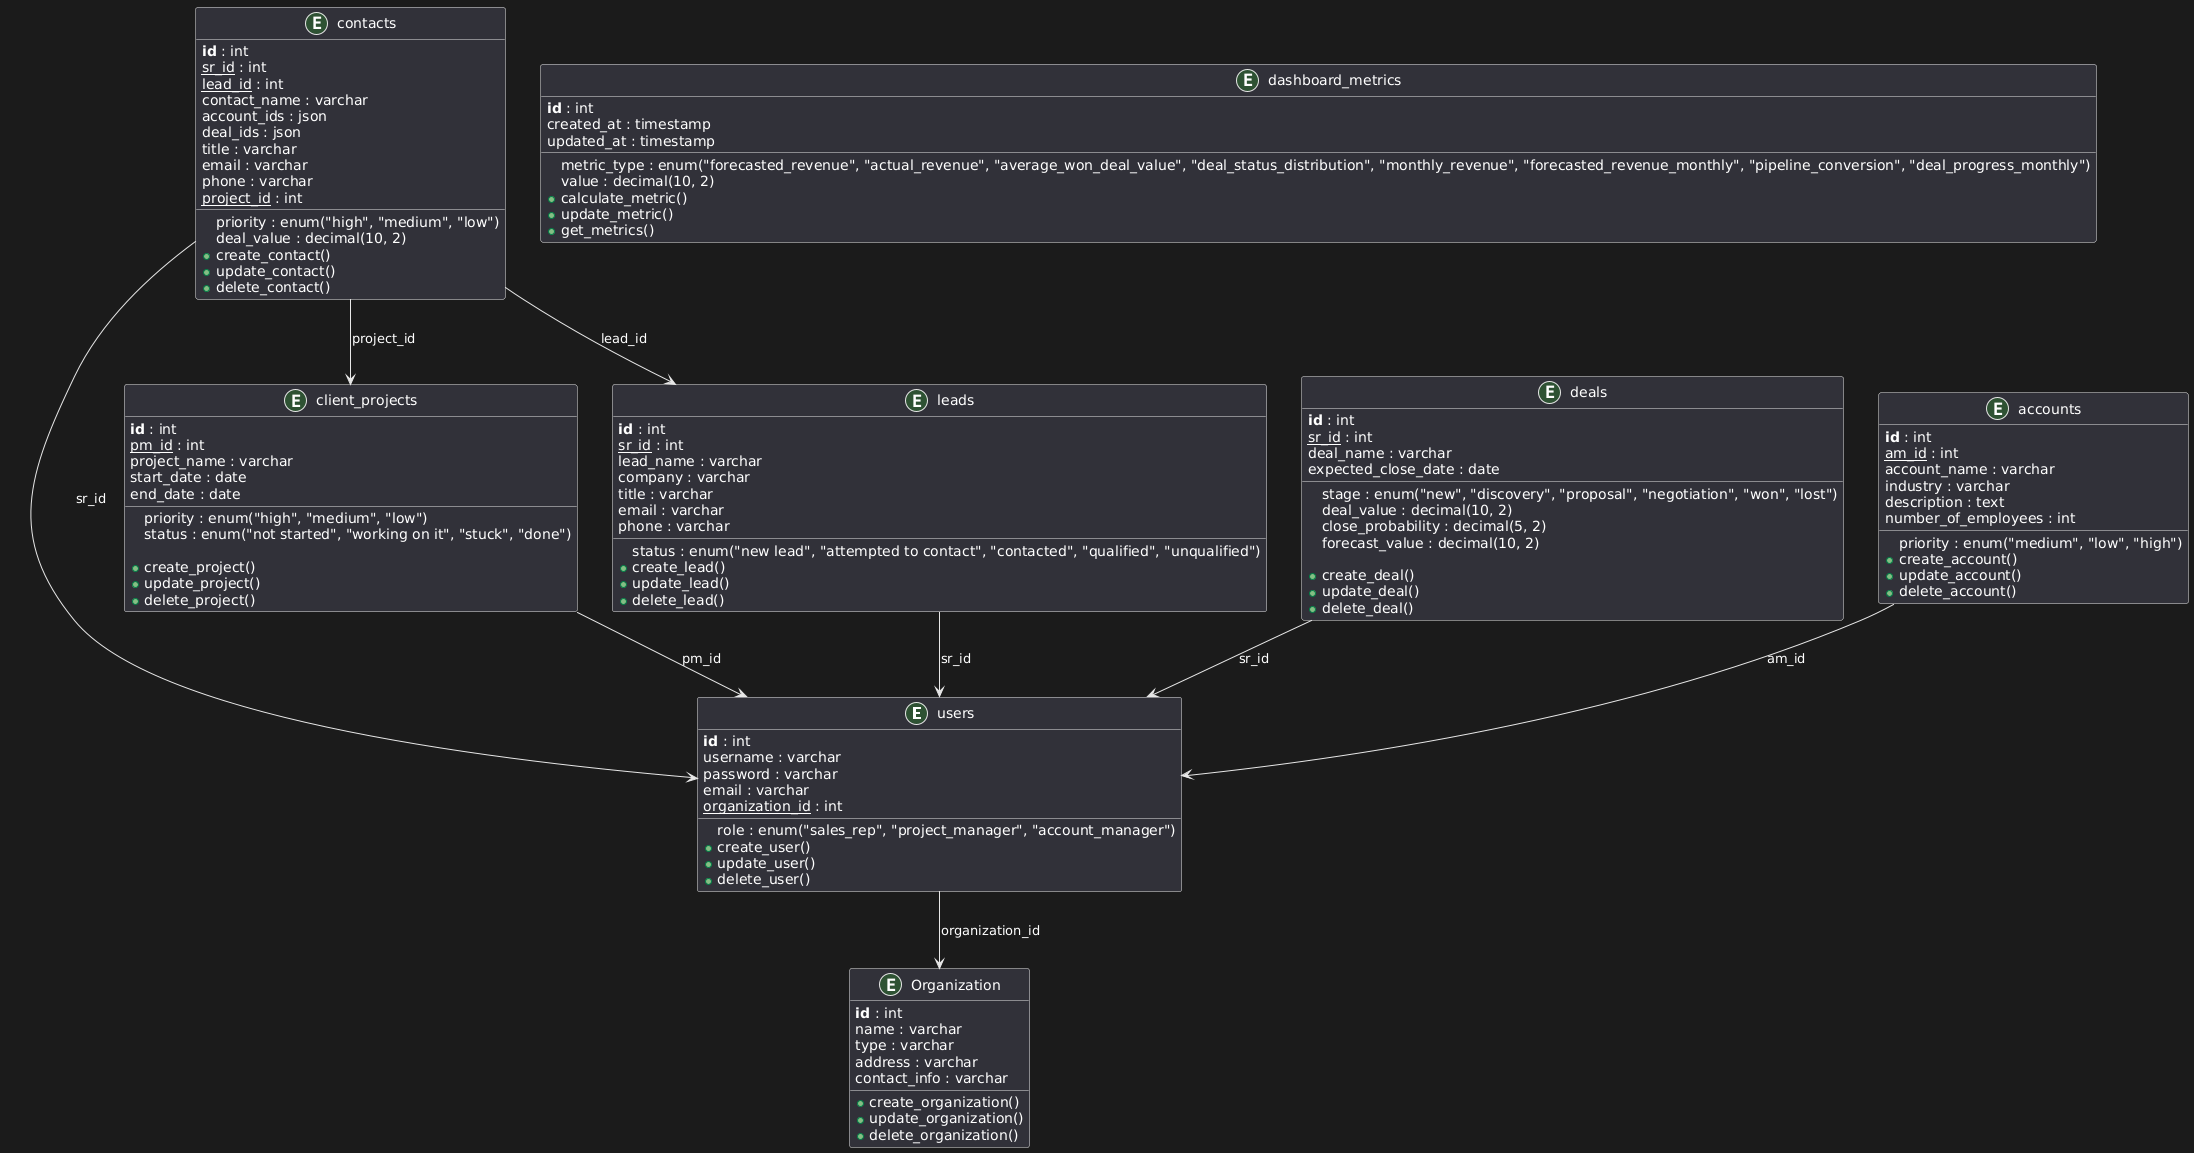 E contacts
id : int
sr_id : int
lead_id : int
contact_name : varchar
account_ids : json
deal_ids : json
title : varchar
email : varchar
phone : varchar
project_id : int
priority : enum("high", "medium", "low")
deal_value : decimal(10, 2)
create_contact()
update_contact()
delete_contact()
E dashboard_metrics
id : int
created_at : timestamp
updated_at : timestamp
metric_type : enum("forecasted_revenue", "actual_revenue", "average_won_deal_value", "deal_status_distribution", "monthly_revenue", "forecasted_revenue_monthly", "pipeline_conversion", "deal_progress_monthly")
value : decimal(10, 2)
calculate_metric()
update_metric()
get_metrics()
project_id
lead_id
sr_id
E client_projects
id : int
pm_id : int
project_name : varchar
start_date : date
end_date : date
priority : enum("high", "medium", "low")
status : enum("not started", "working on it", "stuck", "done")
create_project()
update_project()
delete_project()
E leads
id : int
sr_id : int
lead_name : varchar
company : varchar
title : varchar
email : varchar
phone : varchar
status : enum("new lead", "attempted to contact", "contacted", "qualified", "unqualified")
create_lead()
update_lead()
delete_lead()
E deals
id : int
sr_id : int
deal_name : varchar
expected_close_date : date
stage : enum("new", "discovery", "proposal", "negotiation", "won", "lost")
deal_value : decimal(10, 2)
close_probability : decimal(5, 2)
forecast_value : decimal(10, 2)
create_deal()
update_deal()
delete_deal()
E accounts
id : int
am_id : int
account_name : varchar
industry : varchar
description : text
number_of_employees : int
priority : enum("medium", "low", "high")
create_account()
update_account()
delete_account()
pm_id
sr_id
sr_id
am_id
E users
id : int
username : varchar
password : varchar
email : varchar
organization_id : int
role : enum("sales_rep", "project_manager", "account_manager")
create_user()
update_user()
delete_user()
organization_id
E Organization
id : int
name : varchar
type : varchar
address : varchar
contact_info : varchar
create_organization()
update_organization()
delete_organization()